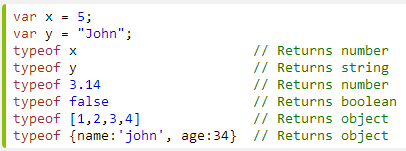 var x = 5;
var y = "John";
typeof x                   // Returns number
typeof y                   // Returns string
typeof 3.14                // Returns number
typeof false               // Returns boolean
typeof [1,2,3,4]           // Returns object
typeof {name:'john', age:34}  // Returns object